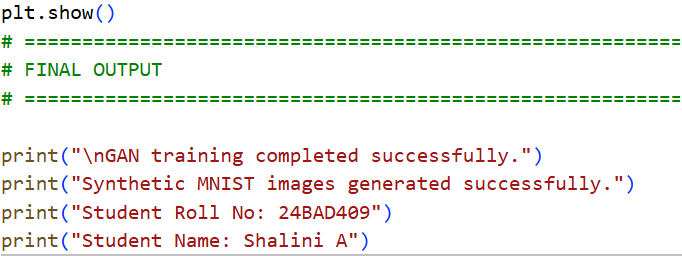 plt.show()
# ==========================================================
# FINAL OUTPUT
# ==========================================================
print("\nGAN training completed successfully.")
print("Synthetic MNIST images generated successfully.")
print("Student Roll No: 24BAD409")
print("Student Name: Shalini A")